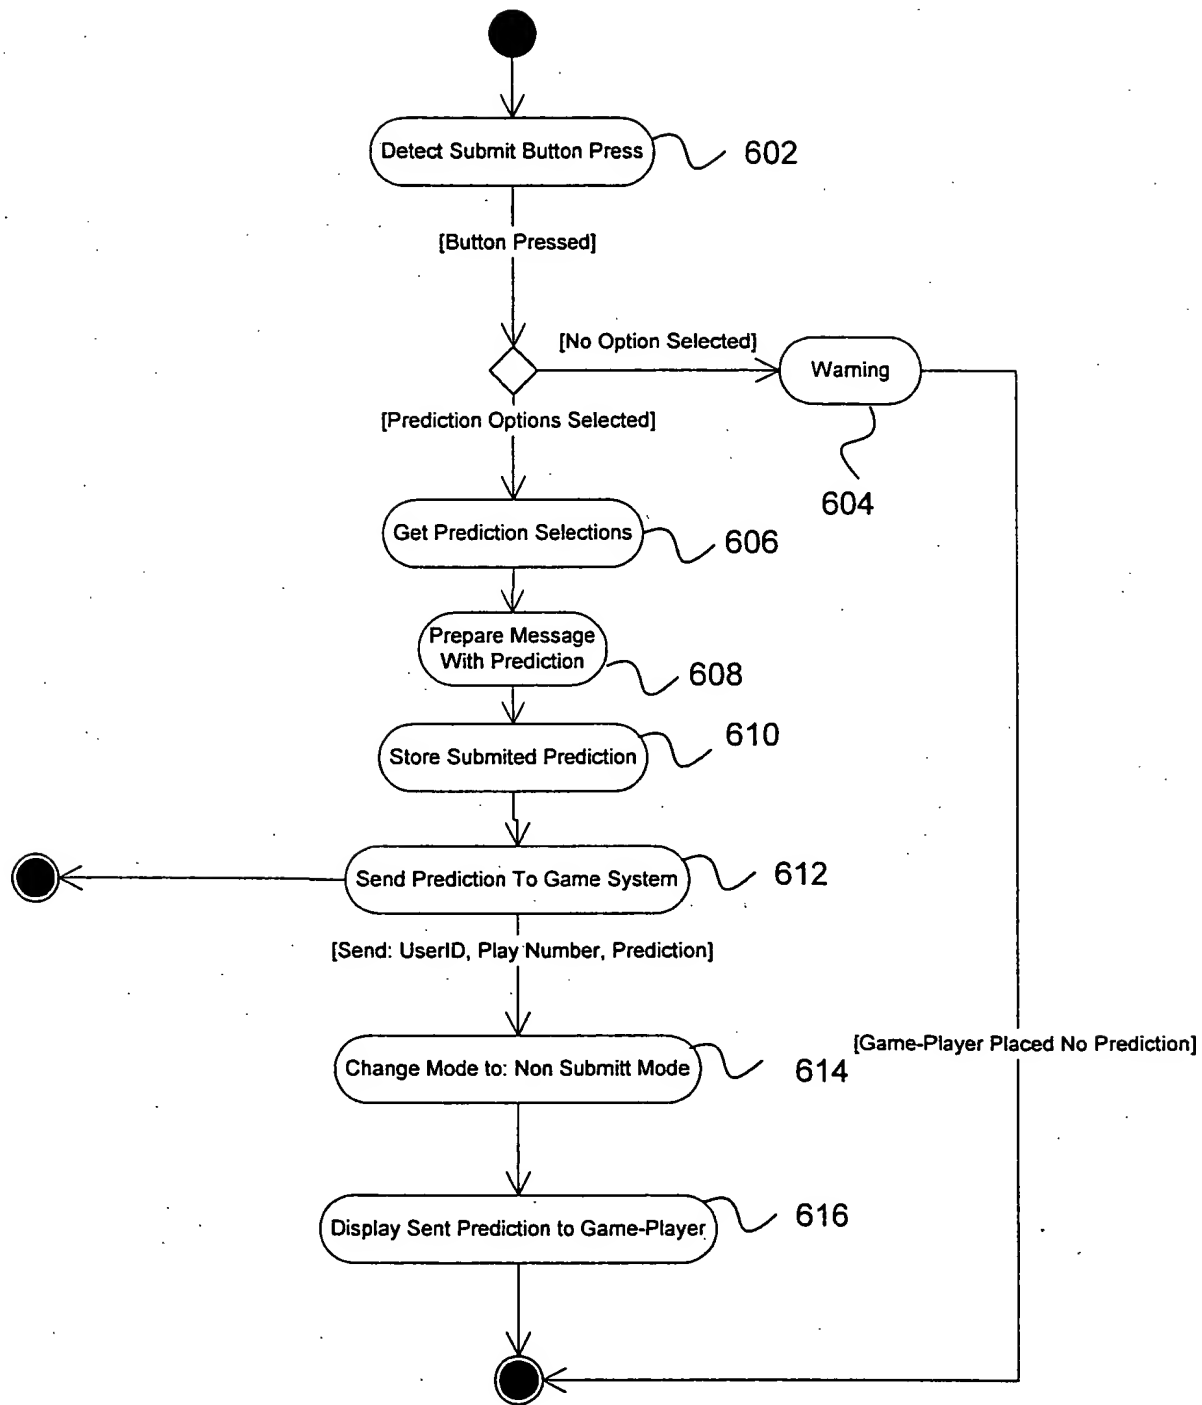 Detect Submit Button Press
602
[Button Pressed]
[No Option Selected]
Warning
[Prediction Options Selected]
604
Get Prediction Selections
606
Prepare Message
With Prediction
608
Store Submited Prediction
610
Send Prediction To Game System
612
[Send: UserID, Play Number, Prediction]
[Game-Player Placed No Prediction]
Change Mode to: Non Submitt Mode
614
Display Sent Prediction to Game-Player
616